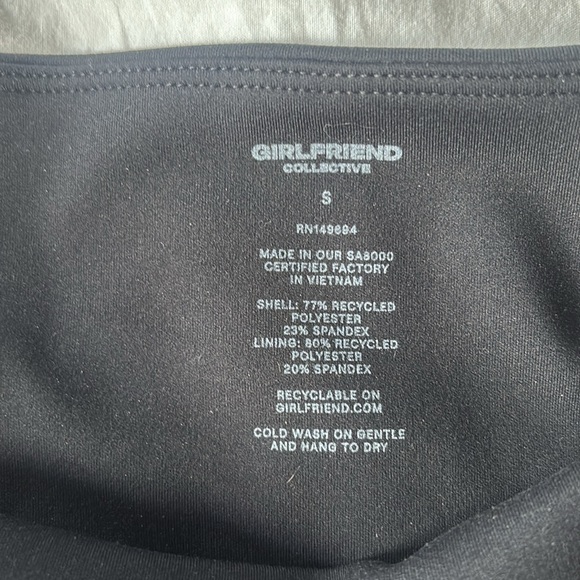 GIRLFRIEND
COLLECTIVE
S
RN149694
MADE IN OUR SA8000
CERTIFIED FACTORY
IN VIETNAM
SHELL: 77% RECYCLED
POLYESTER
23% SPANDEX
LINING: 80% RECYCLED
POLYESTER
20% SPANDEX
RECYCLABLE ON
GIRLFRIEND.COM
COLD WASH ON GENTLE
AND HANG TO DRY